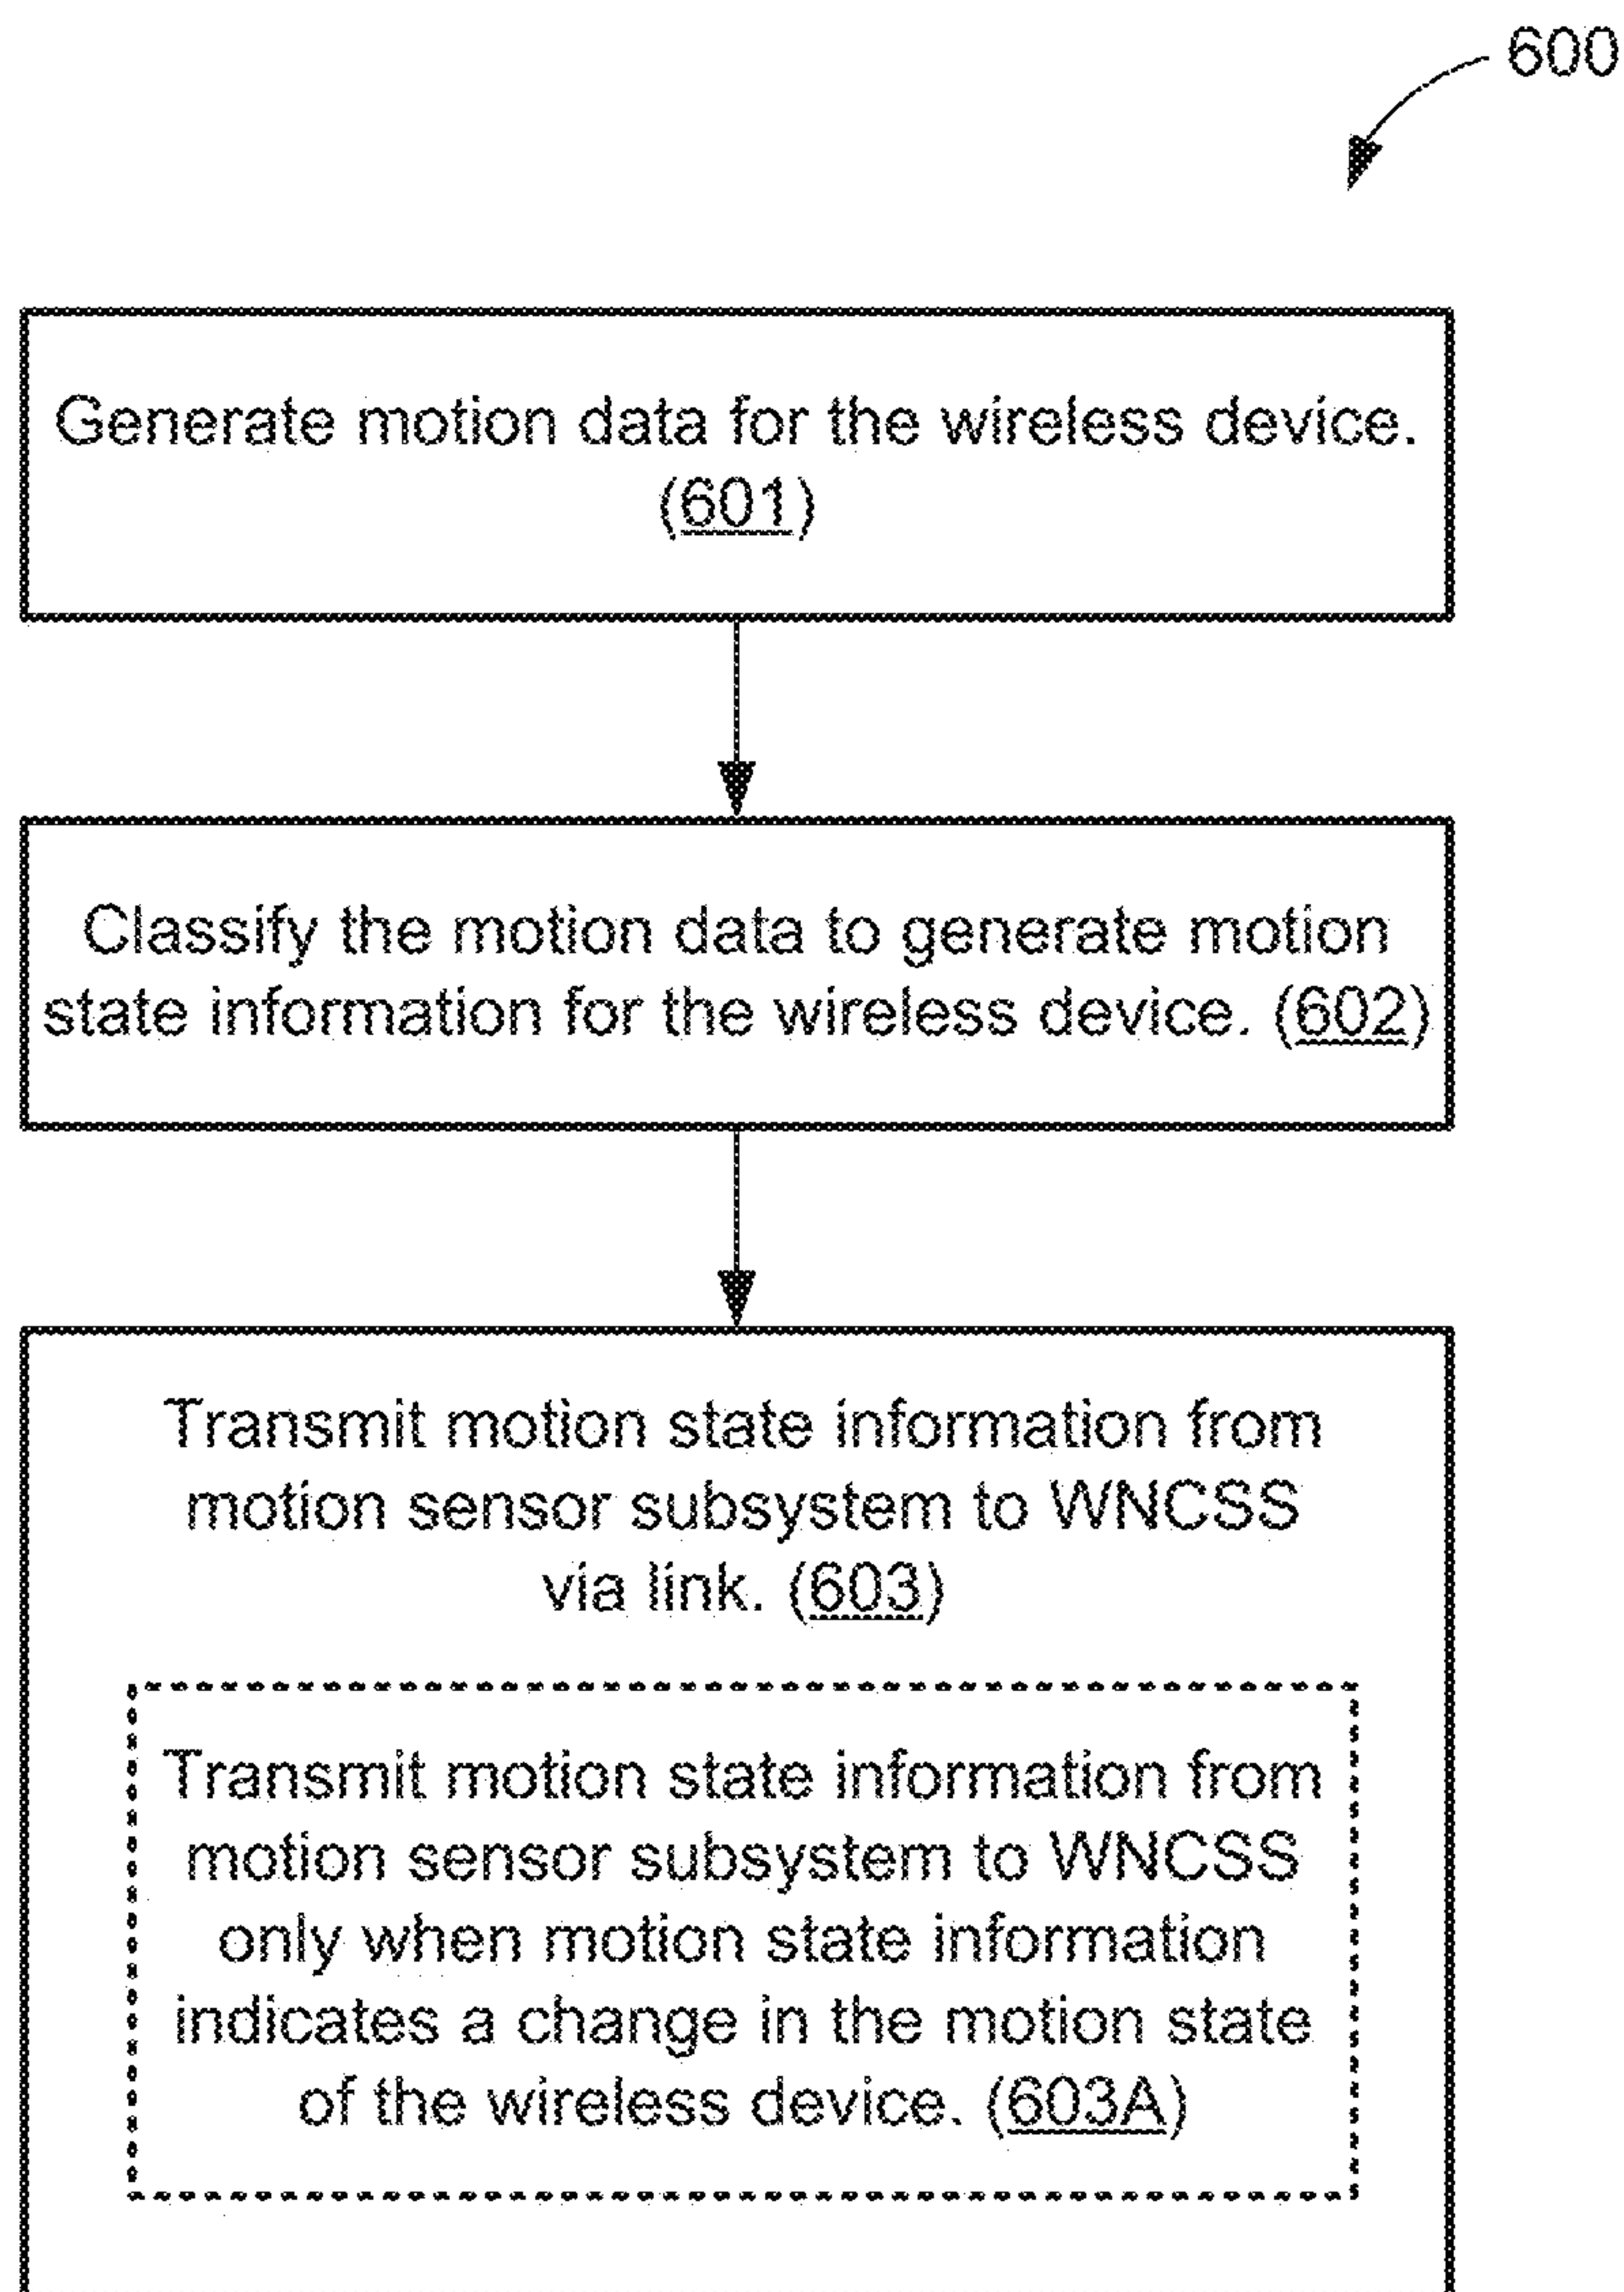 600
Generate motion data for the wireless device.
(601)
Classify the motion data to generate motion
state information for the wireless device. (602)
Transmit motion state information from
motion sensor subsystem to WNCSS
via link. (603)
Transmit motion state information from
motion sensor subsystem to WNCSS
only when motion state information
indicates a change in the motion state
of the wireless device. (603A)